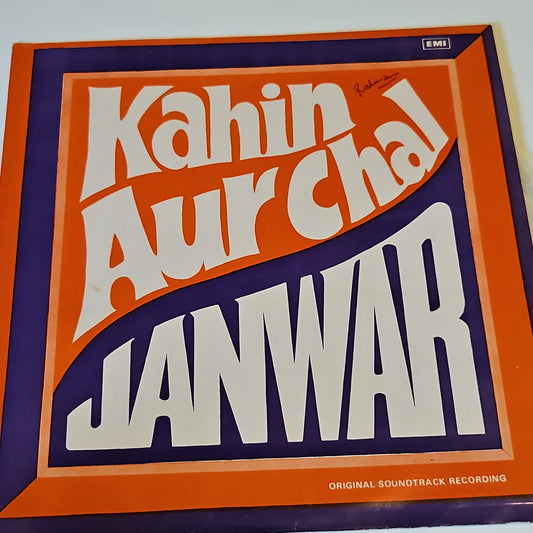 EMI
Kahin
Aur Chal
JANWAR
ORIGINAL SOUNDTRACK RECORDING